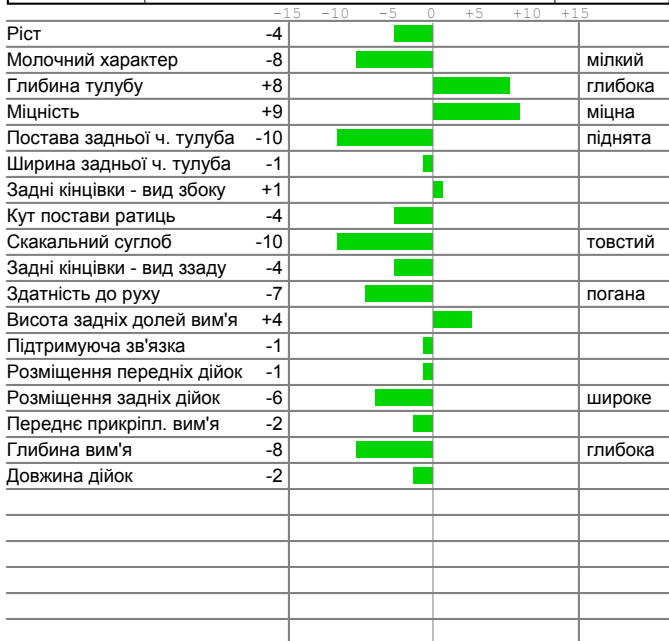 -15 -10 -5 0 +5 +10 +15
Ріст -4
Молочний характер -8 мілкий
Глибина тулубу +8 глибока
Міцність +9 міцна
Постава задньої ч. тулуба -10 піднята
Ширина задньої ч. тулуба -1
Задні кінцівки - вид збоку +1
Кут постави ратиць -4
Скакальний суглоб -10 товстий
Задні кінцівки - вид ззаду -4
Здатність до руху -7 погана
Висота задніх долей вим'я +4
Підтримуюча зв'язка -1
Розміщення передніх дійок -1
Розміщення задніх дійок -6 широке
Переднє прикріпл. вим'я -2
Глибина вим'я -8 глибока
Довжина дійок -2